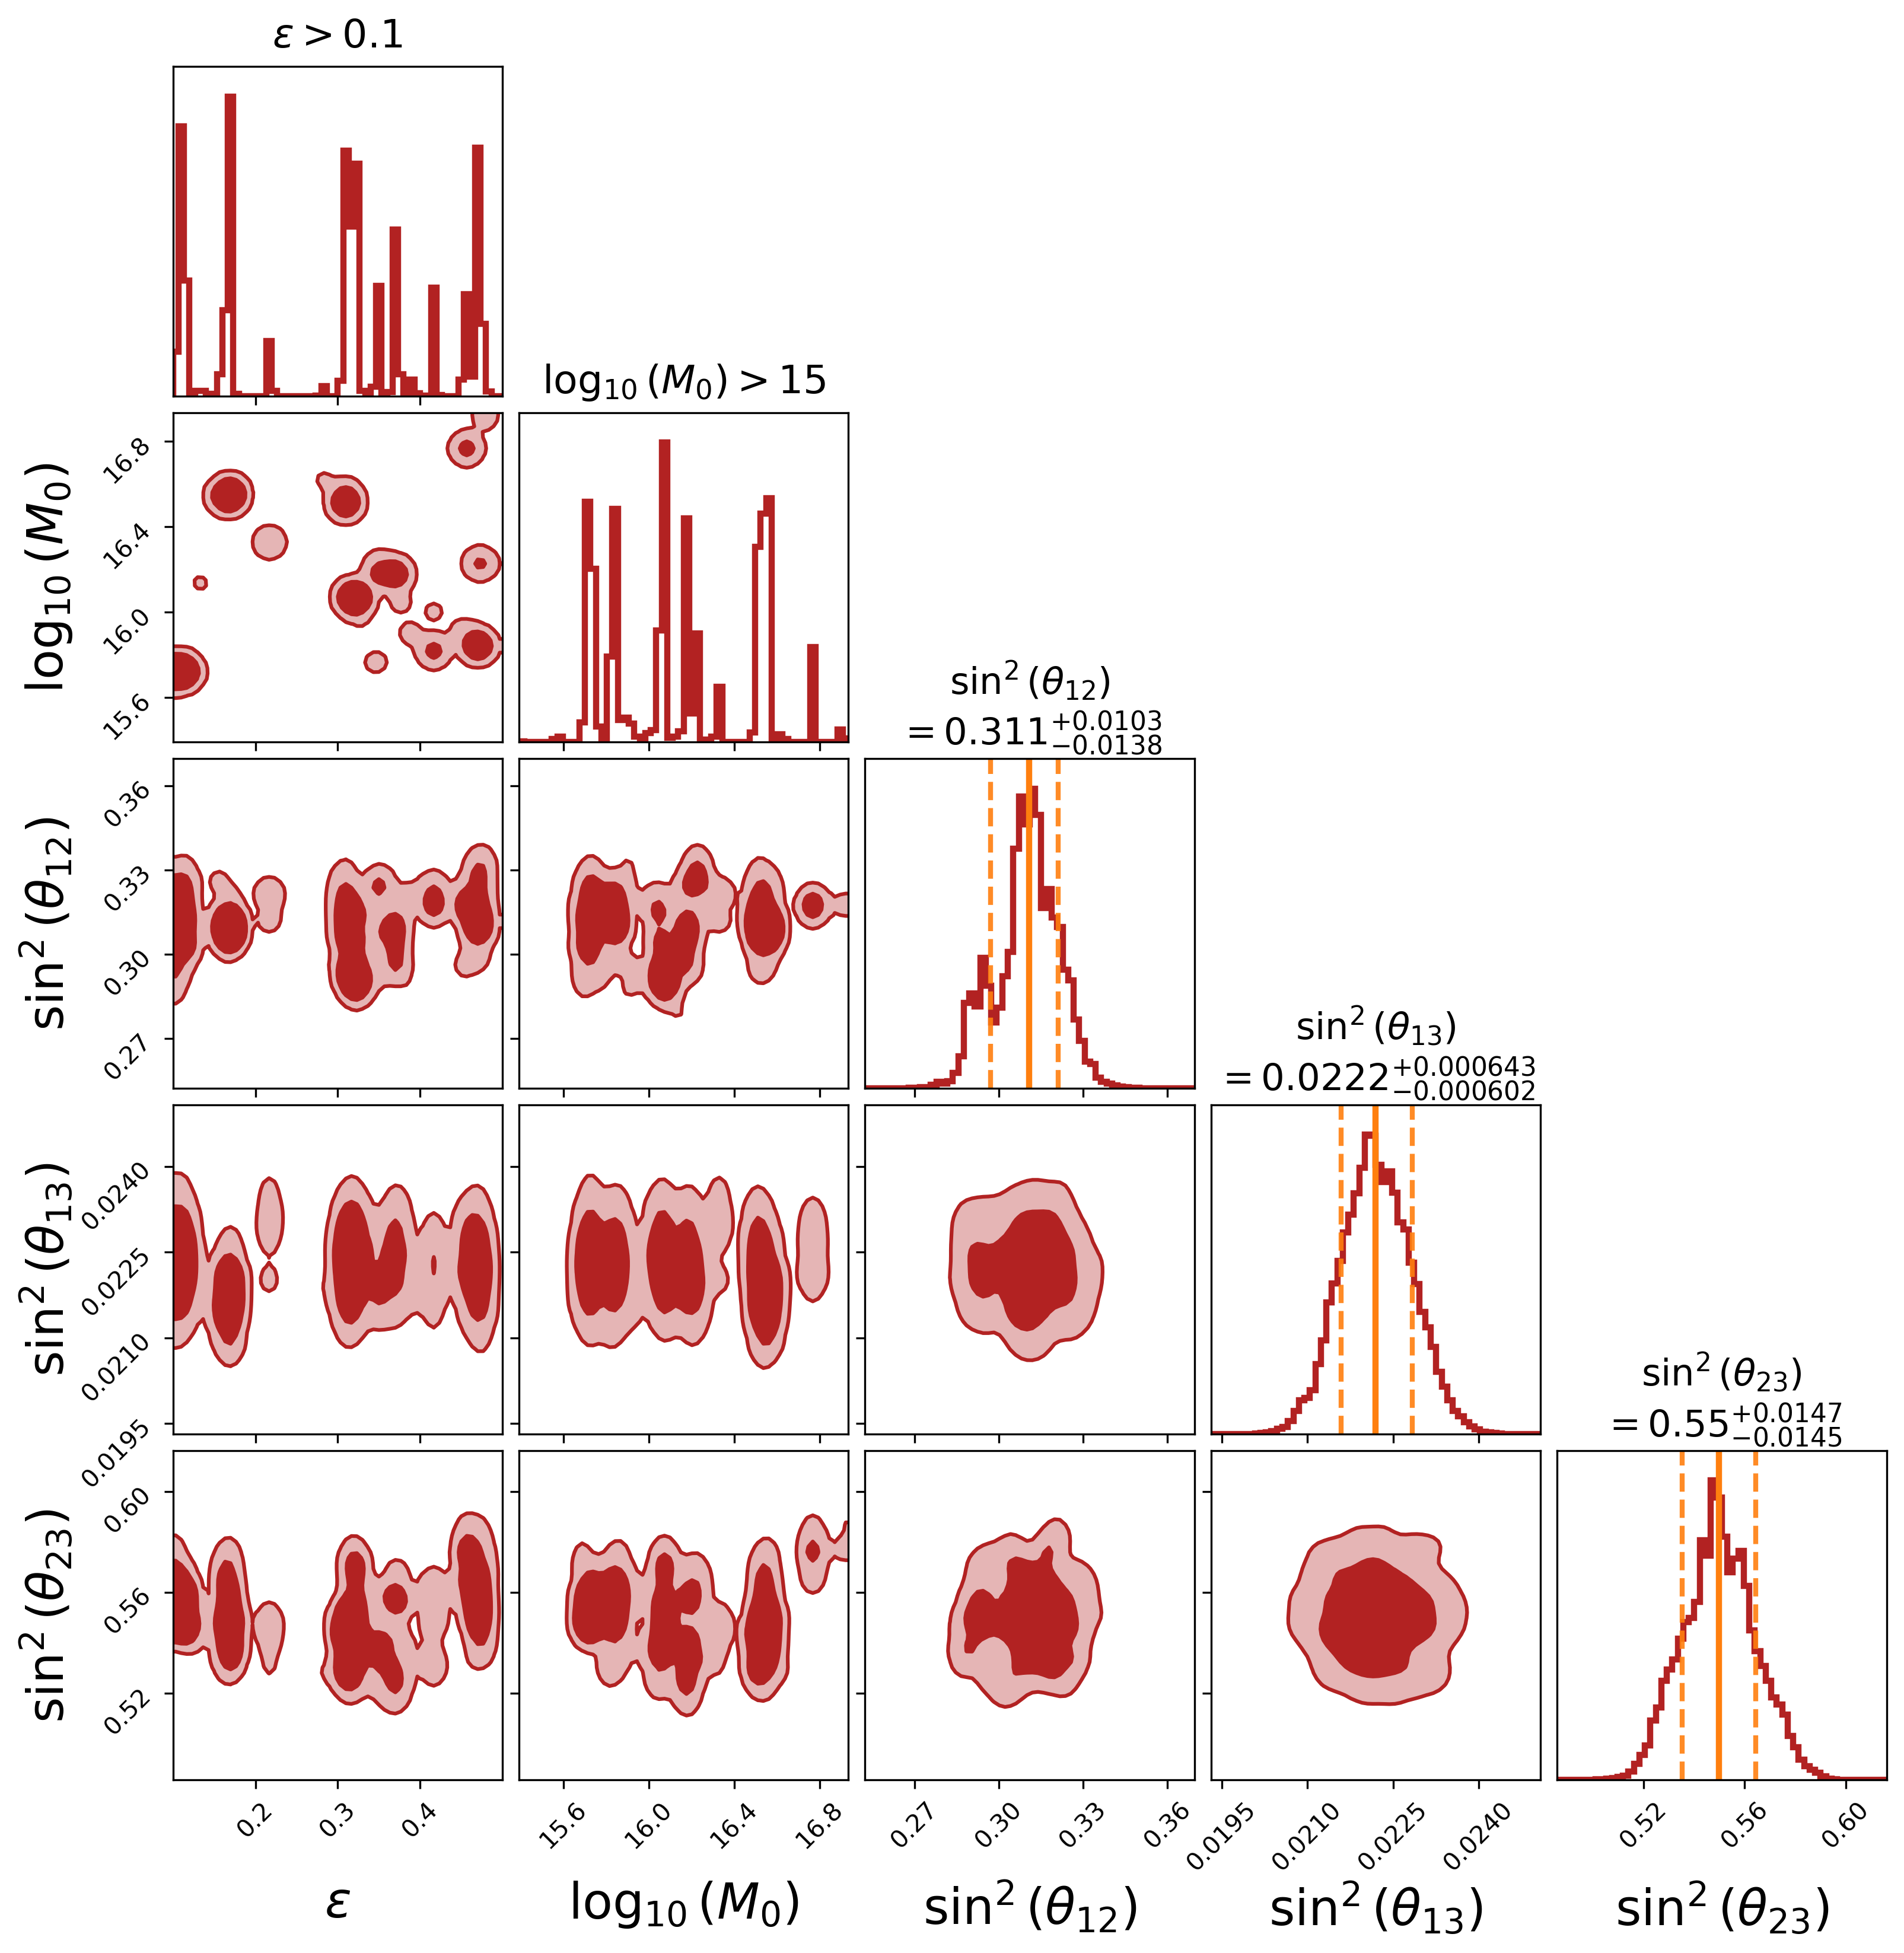 ε > 0.1
log₁₀ (M₀) > 15
sin² (θ₁₂)
= 0.311 +0.0103 −0.0138
sin² (θ₁₃)
= 0.0222 +0.000643 −0.000602
sin² (θ₂₃)
= 0.55 +0.0147 −0.0145
log₁₀ (M₀)
16.8
16.4
16.0
15.6
sin² (θ₁₂)
0.36
0.33
0.30
0.27
sin² (θ₁₃)
0.0240
0.0225
0.0210
0.0195
sin² (θ₂₃)
0.60
0.56
0.52
0.2 0.3 0.4
15.6 16.0 16.4 16.8
0.27 0.30 0.33 0.36
0.0195 0.0210 0.0225 0.0240
0.52 0.56 0.60
ε
log₁₀ (M₀)
sin² (θ₁₂)
sin² (θ₁₃)
sin² (θ₂₃)